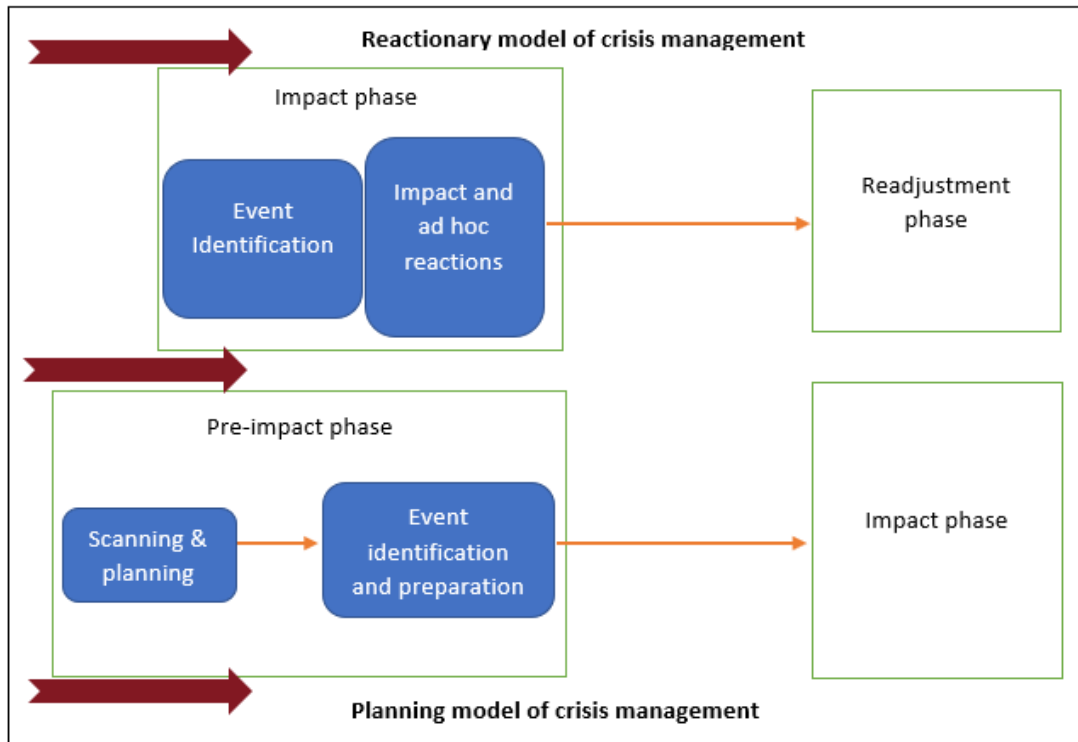 Reactionary model of crisis management
Impact phase
Event
Identification
Impact and
ad hoc
reactions
Readjustment
phase
Pre-impact phase
Scanning &
planning
Event
identification
and preparation
Impact phase
Planning model of crisis management